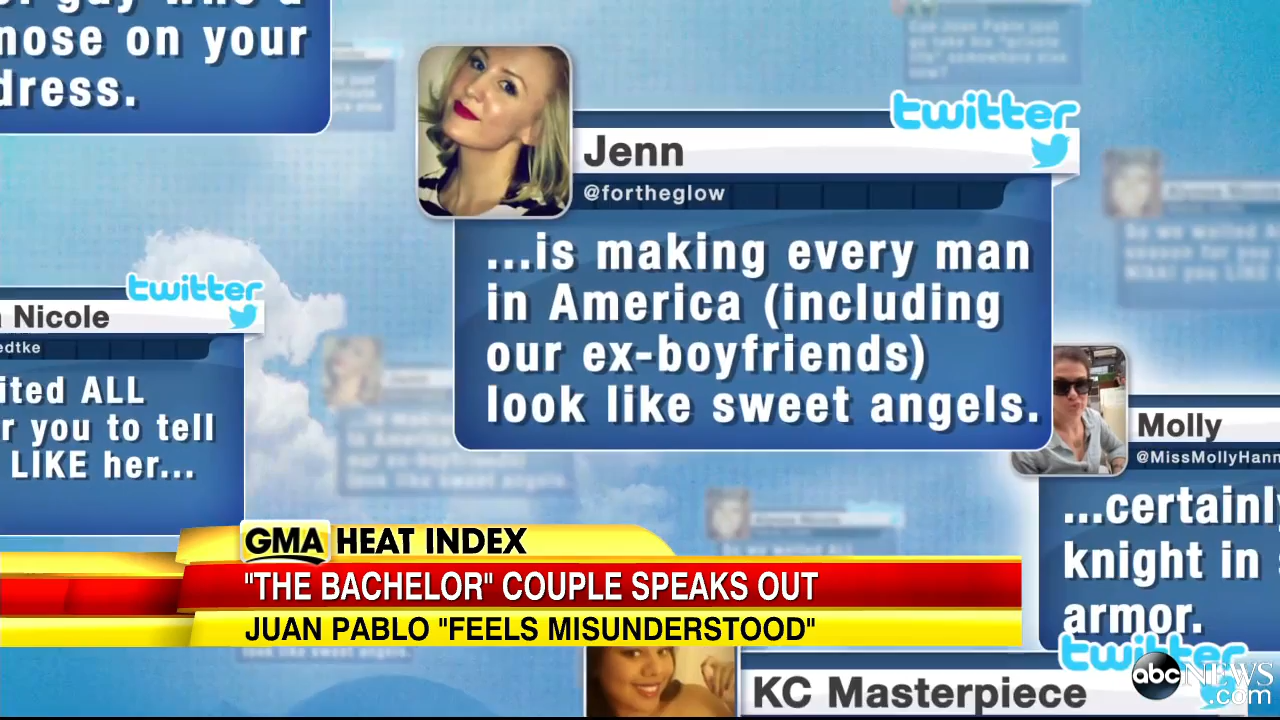 nose on your
dress.
twitter
Jenn
@fortheglow
...is making every man
in America (including
our ex-boyfriends)
look like sweet angels.
twitter
Nicole
edtke
ited ALL
r you to tell
LIKE her...
Molly
@MissMollyHann
...certainly
knight in
armor.
twitter
GMA HEAT INDEX
"THE BACHELOR" COUPLE SPEAKS OUT
JUAN PABLO "FEELS MISUNDERSTOOD"
KC Masterpiece
abc NEWS
.com